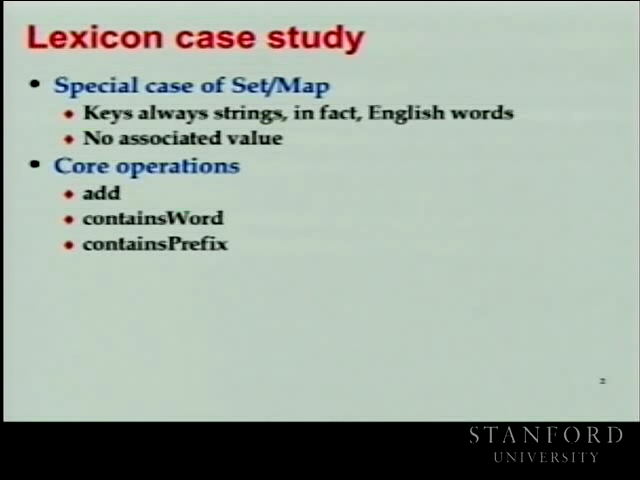 Lexicon case study
• Special case of Set/Map
♦ Keys always strings, in fact, English words
♦ No associated value
• Core operations
♦ add
♦ containsWord
♦ containsPrefix
2
STANFORD
UNIVERSITY